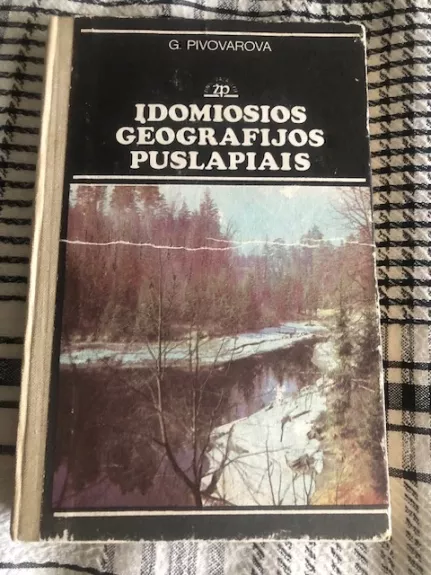 G. PIVOVAROVA
žp
ĮDOMIOSIOS
GEOGRAFIJOS
PUSLAPIAIS